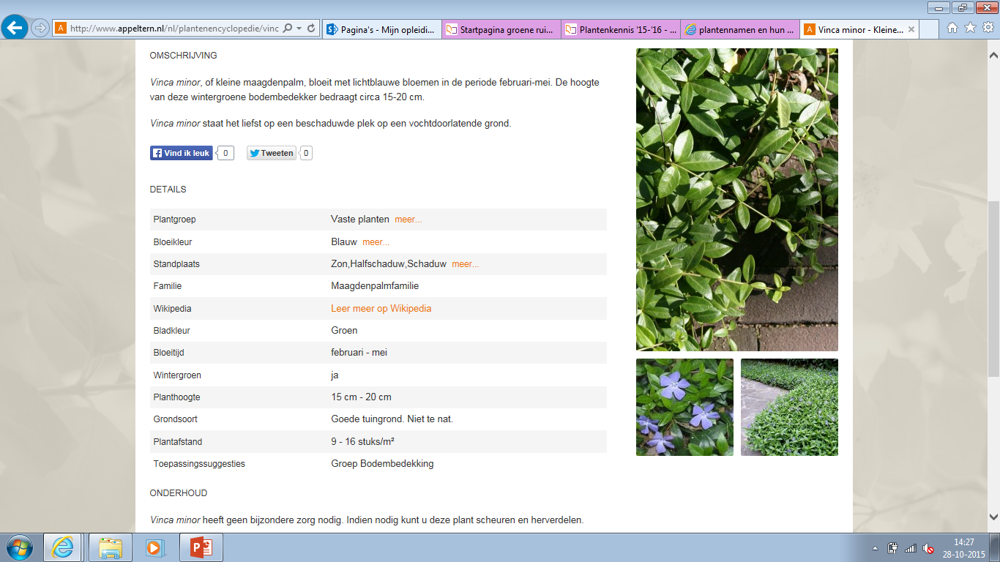 http://www.appeltern.nl/nl/plantenencyclopedie/vinc
Pagina's - Mijn opleidi...
Startpagina groene rui...
Plantenkennis '15-'16 - ...
plantennamen en hun ...
Vinca minor - Kleine...
OMSCHRIJVING
Vinca minor, of kleine maagdenpalm, bloeit met lichtblauwe bloemen in de periode februari-mei. De hoogte
van deze wintergroene bodembedekker bedraagt circa 15-20 cm.
Vinca minor staat het liefst op een beschaduwde plek op een vochtdoorlatende grond.
Vind ik leuk 0 Tweeten 0
DETAILS
Plantgroep Vaste planten meer...
Bloeikleur Blauw meer...
Standplaats Zon,Halfschaduw,Schaduw meer...
Familie Maagdenpalmfamilie
Wikipedia Leer meer op Wikipedia
Bladkleur Groen
Bloeitijd februari - mei
Wintergroen ja
Planthoogte 15 cm - 20 cm
Grondsoort Goede tuingrond. Niet te nat.
Plantafstand 9 - 16 stuks/m²
Toepassingssuggesties Groep Bodembedekking
ONDERHOUD
Vinca minor heeft geen bijzondere zorg nodig. Indien nodig kunt u deze plant scheuren en herverdelen.
14:27
28-10-2015